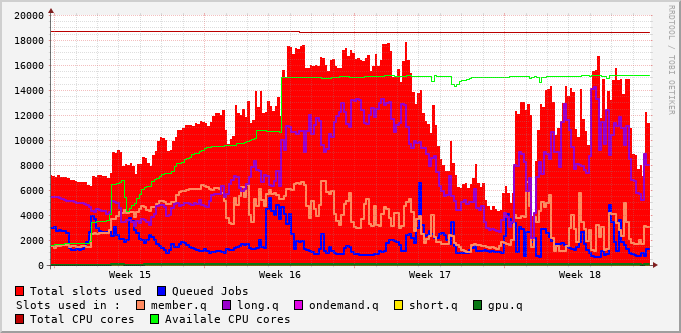 20000
18000
16000
14000
12000
10000
8000
6000
4000
2000
0
Week 15 Week 16 Week 17 Week 18
RRDTOOL / TOBI OETIKER
Total slots used Queued Jobs
Slots used in : member.q long.q ondemand.q short.q gpu.q
Total CPU cores Availale CPU cores